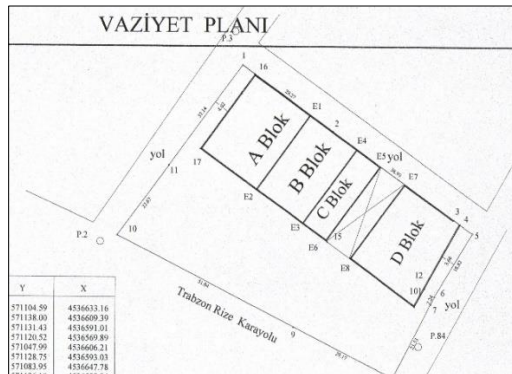 VAZİYET PLANI
P.3
1
16
E1
2
E4
E5
yol
E7
3
4
5
A Blok
B Blok
C Blok
D Blok
yol
17
11
E2
E3
E6
15
E8
12
101
6
7
yol
10
P.2
9
P.84
Trabzon Rize Karayolu
Y X
571104.59 4536633.16
571138.00 4536609.39
571131.43 4536591.01
571120.52 4536569.89
571047.99 4536606.21
571128.75 4536593.03
571083.95 4536647.78